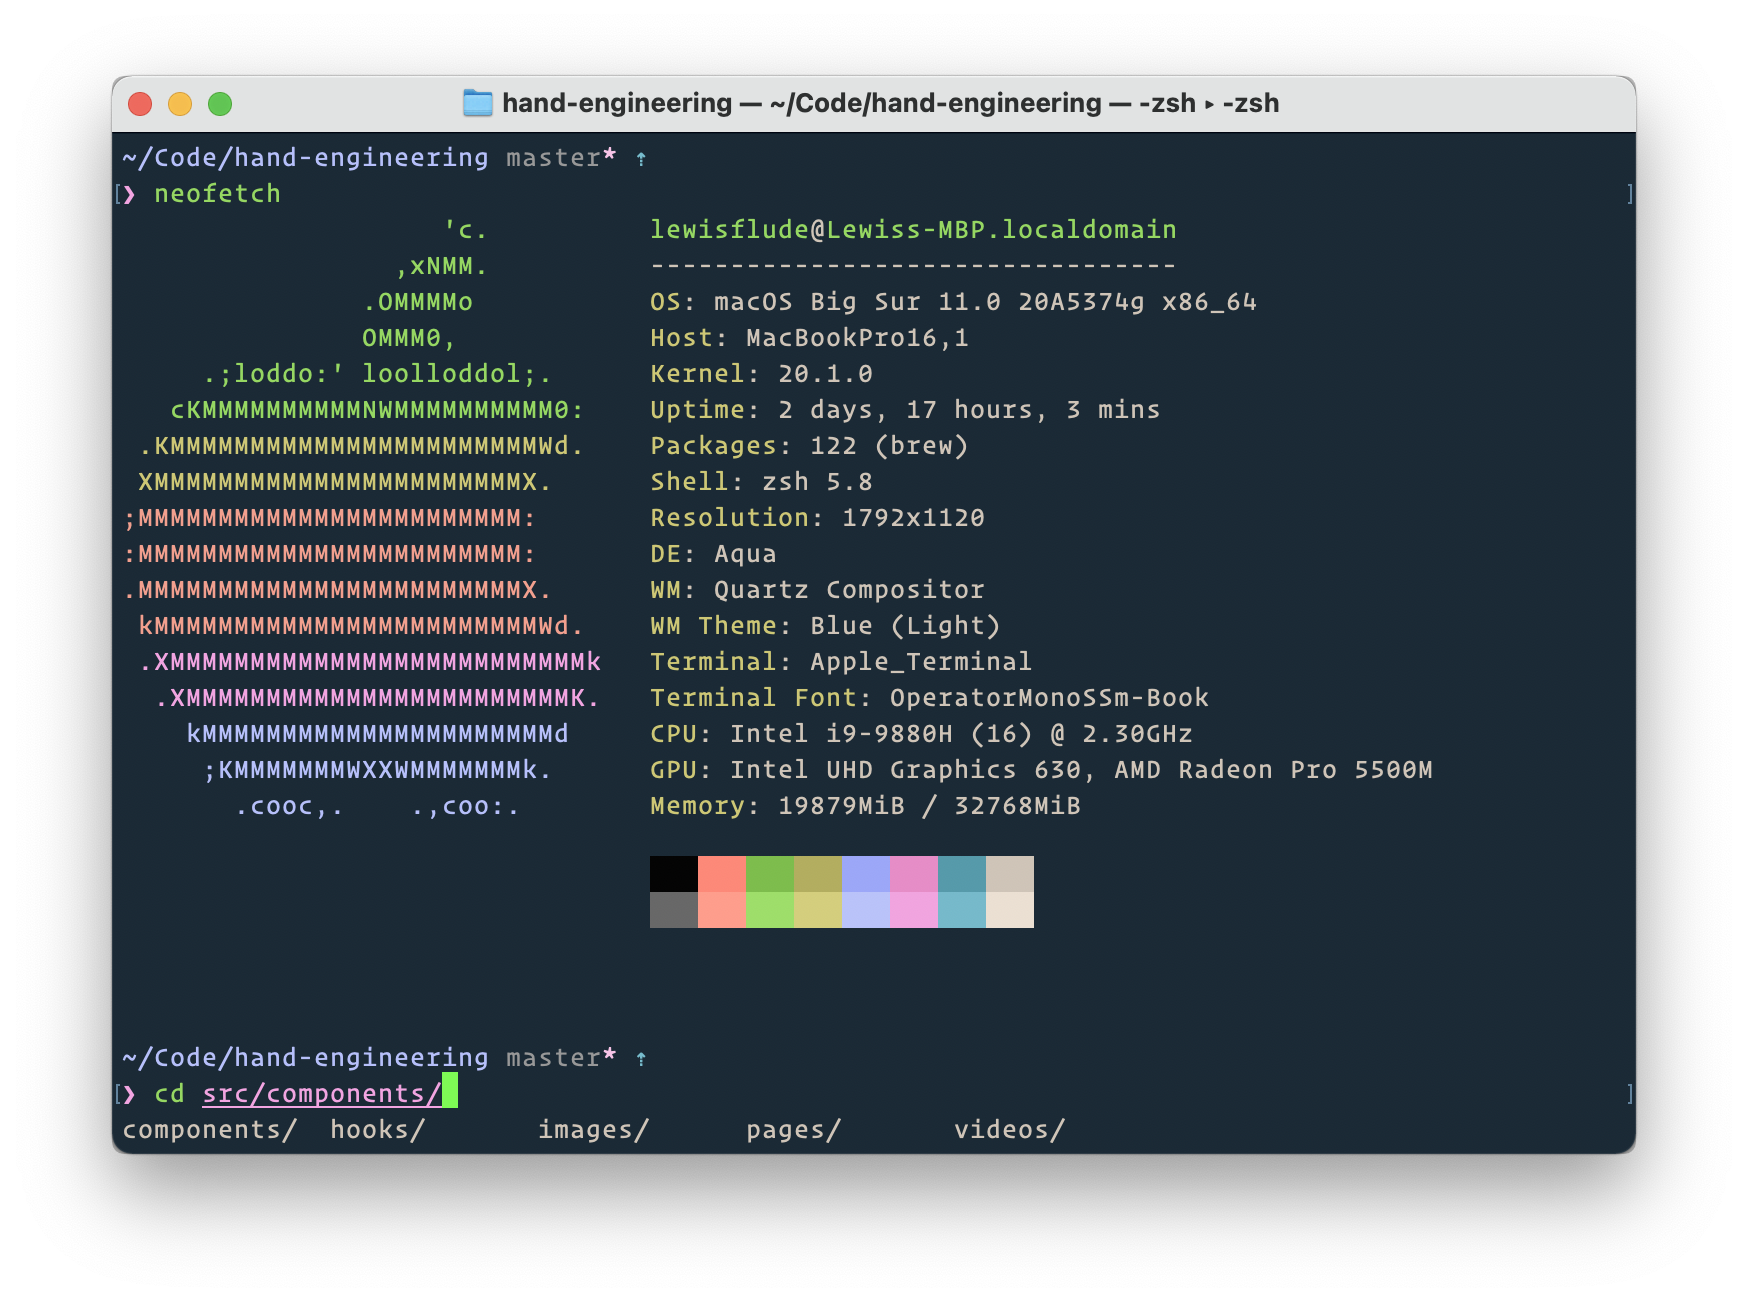 hand-engineering — ~/Code/hand-engineering — -zsh ▸ -zsh
~/Code/hand-engineering master* ⇡
❯ neofetch
                    'c.          lewisflude@Lewiss-MBP.localdomain
                 ,xNMM.          ---------------------------------
               .OMMMMo           OS: macOS Big Sur 11.0 20A5374g x86_64
               OMMM0,            Host: MacBookPro16,1
     .;loddo:' loolloddol;.      Kernel: 20.1.0
   cKMMMMMMMMMMNWMMMMMMMMMM0:    Uptime: 2 days, 17 hours, 3 mins
 .KMMMMMMMMMMMMMMMMMMMMMMMWd.    Packages: 122 (brew)
 XMMMMMMMMMMMMMMMMMMMMMMMX.      Shell: zsh 5.8
;MMMMMMMMMMMMMMMMMMMMMMMM:       Resolution: 1792x1120
:MMMMMMMMMMMMMMMMMMMMMMMM:       DE: Aqua
.MMMMMMMMMMMMMMMMMMMMMMMMX.      WM: Quartz Compositor
 kMMMMMMMMMMMMMMMMMMMMMMMMWd.    WM Theme: Blue (Light)
 .XMMMMMMMMMMMMMMMMMMMMMMMMMMk   Terminal: Apple_Terminal
  .XMMMMMMMMMMMMMMMMMMMMMMMMK.   Terminal Font: OperatorMonoSSm-Book
    kMMMMMMMMMMMMMMMMMMMMMMd     CPU: Intel i9-9880H (16) @ 2.30GHz
     ;KMMMMMMMWXXWMMMMMMMk.      GPU: Intel UHD Graphics 630, AMD Radeon Pro 5500M
       .cooc,.    .,coo:.        Memory: 19879MiB / 32768MiB
~/Code/hand-engineering master* ⇡
❯ cd src/components/
components/  hooks/       images/      pages/       videos/